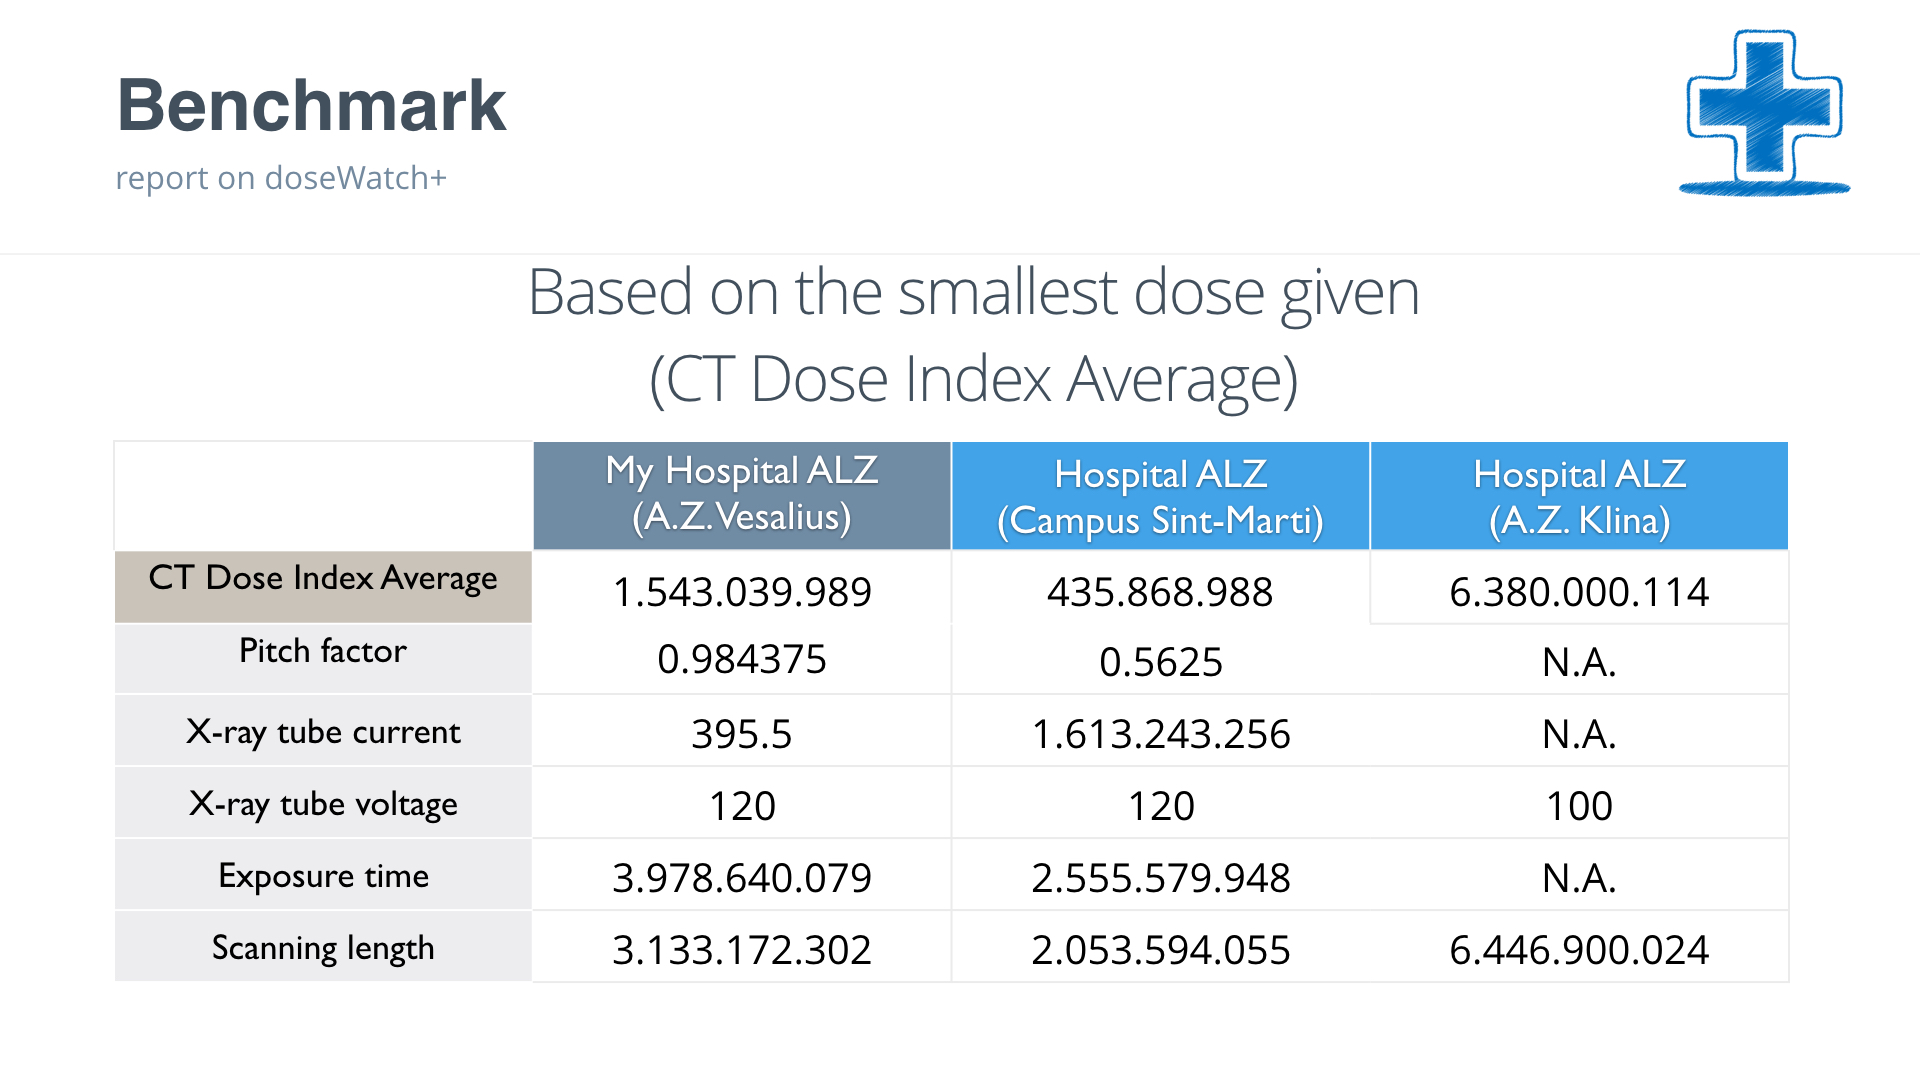 Benchmark
report on doseWatch+
Based on the smallest dose given
(CT Dose Index Average)
My Hospital ALZ
(A.Z. Vesalius)
Hospital ALZ
(Campus Sint-Marti)
Hospital ALZ
(A.Z. Klina)
CT Dose Index Average
1.543.039.989
435.868.988
6.380.000.114
Pitch factor
0.984375
0.5625
N.A.
X-ray tube current
395.5
1.613.243.256
N.A.
X-ray tube voltage
120
120
100
Exposure time
3.978.640.079
2.555.579.948
N.A.
Scanning length
3.133.172.302
2.053.594.055
6.446.900.024